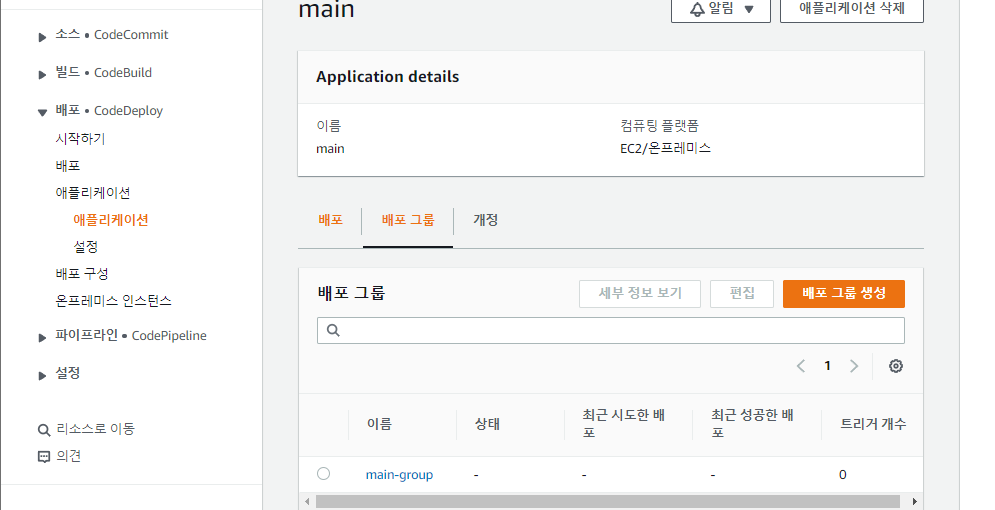 소스 • CodeCommit
빌드 • CodeBuild
배포 • CodeDeploy
시작하기
배포
애플리케이션
애플리케이션
설정
배포 구성
온프레미스 인스턴스
파이프라인 • CodePipeline
설정
리소스로 이동
의견
main
알림
애플리케이션 삭제
Application details
이름
컴퓨팅 플랫폼
main
EC2/온프레미스
배포
배포 그룹
개정
배포 그룹
세부 정보 보기
편집
배포 그룹 생성
1
이름
상태
최근 시도한 배
포
최근 성공한 배
포
트리거 개수
main-group
-
-
-
0